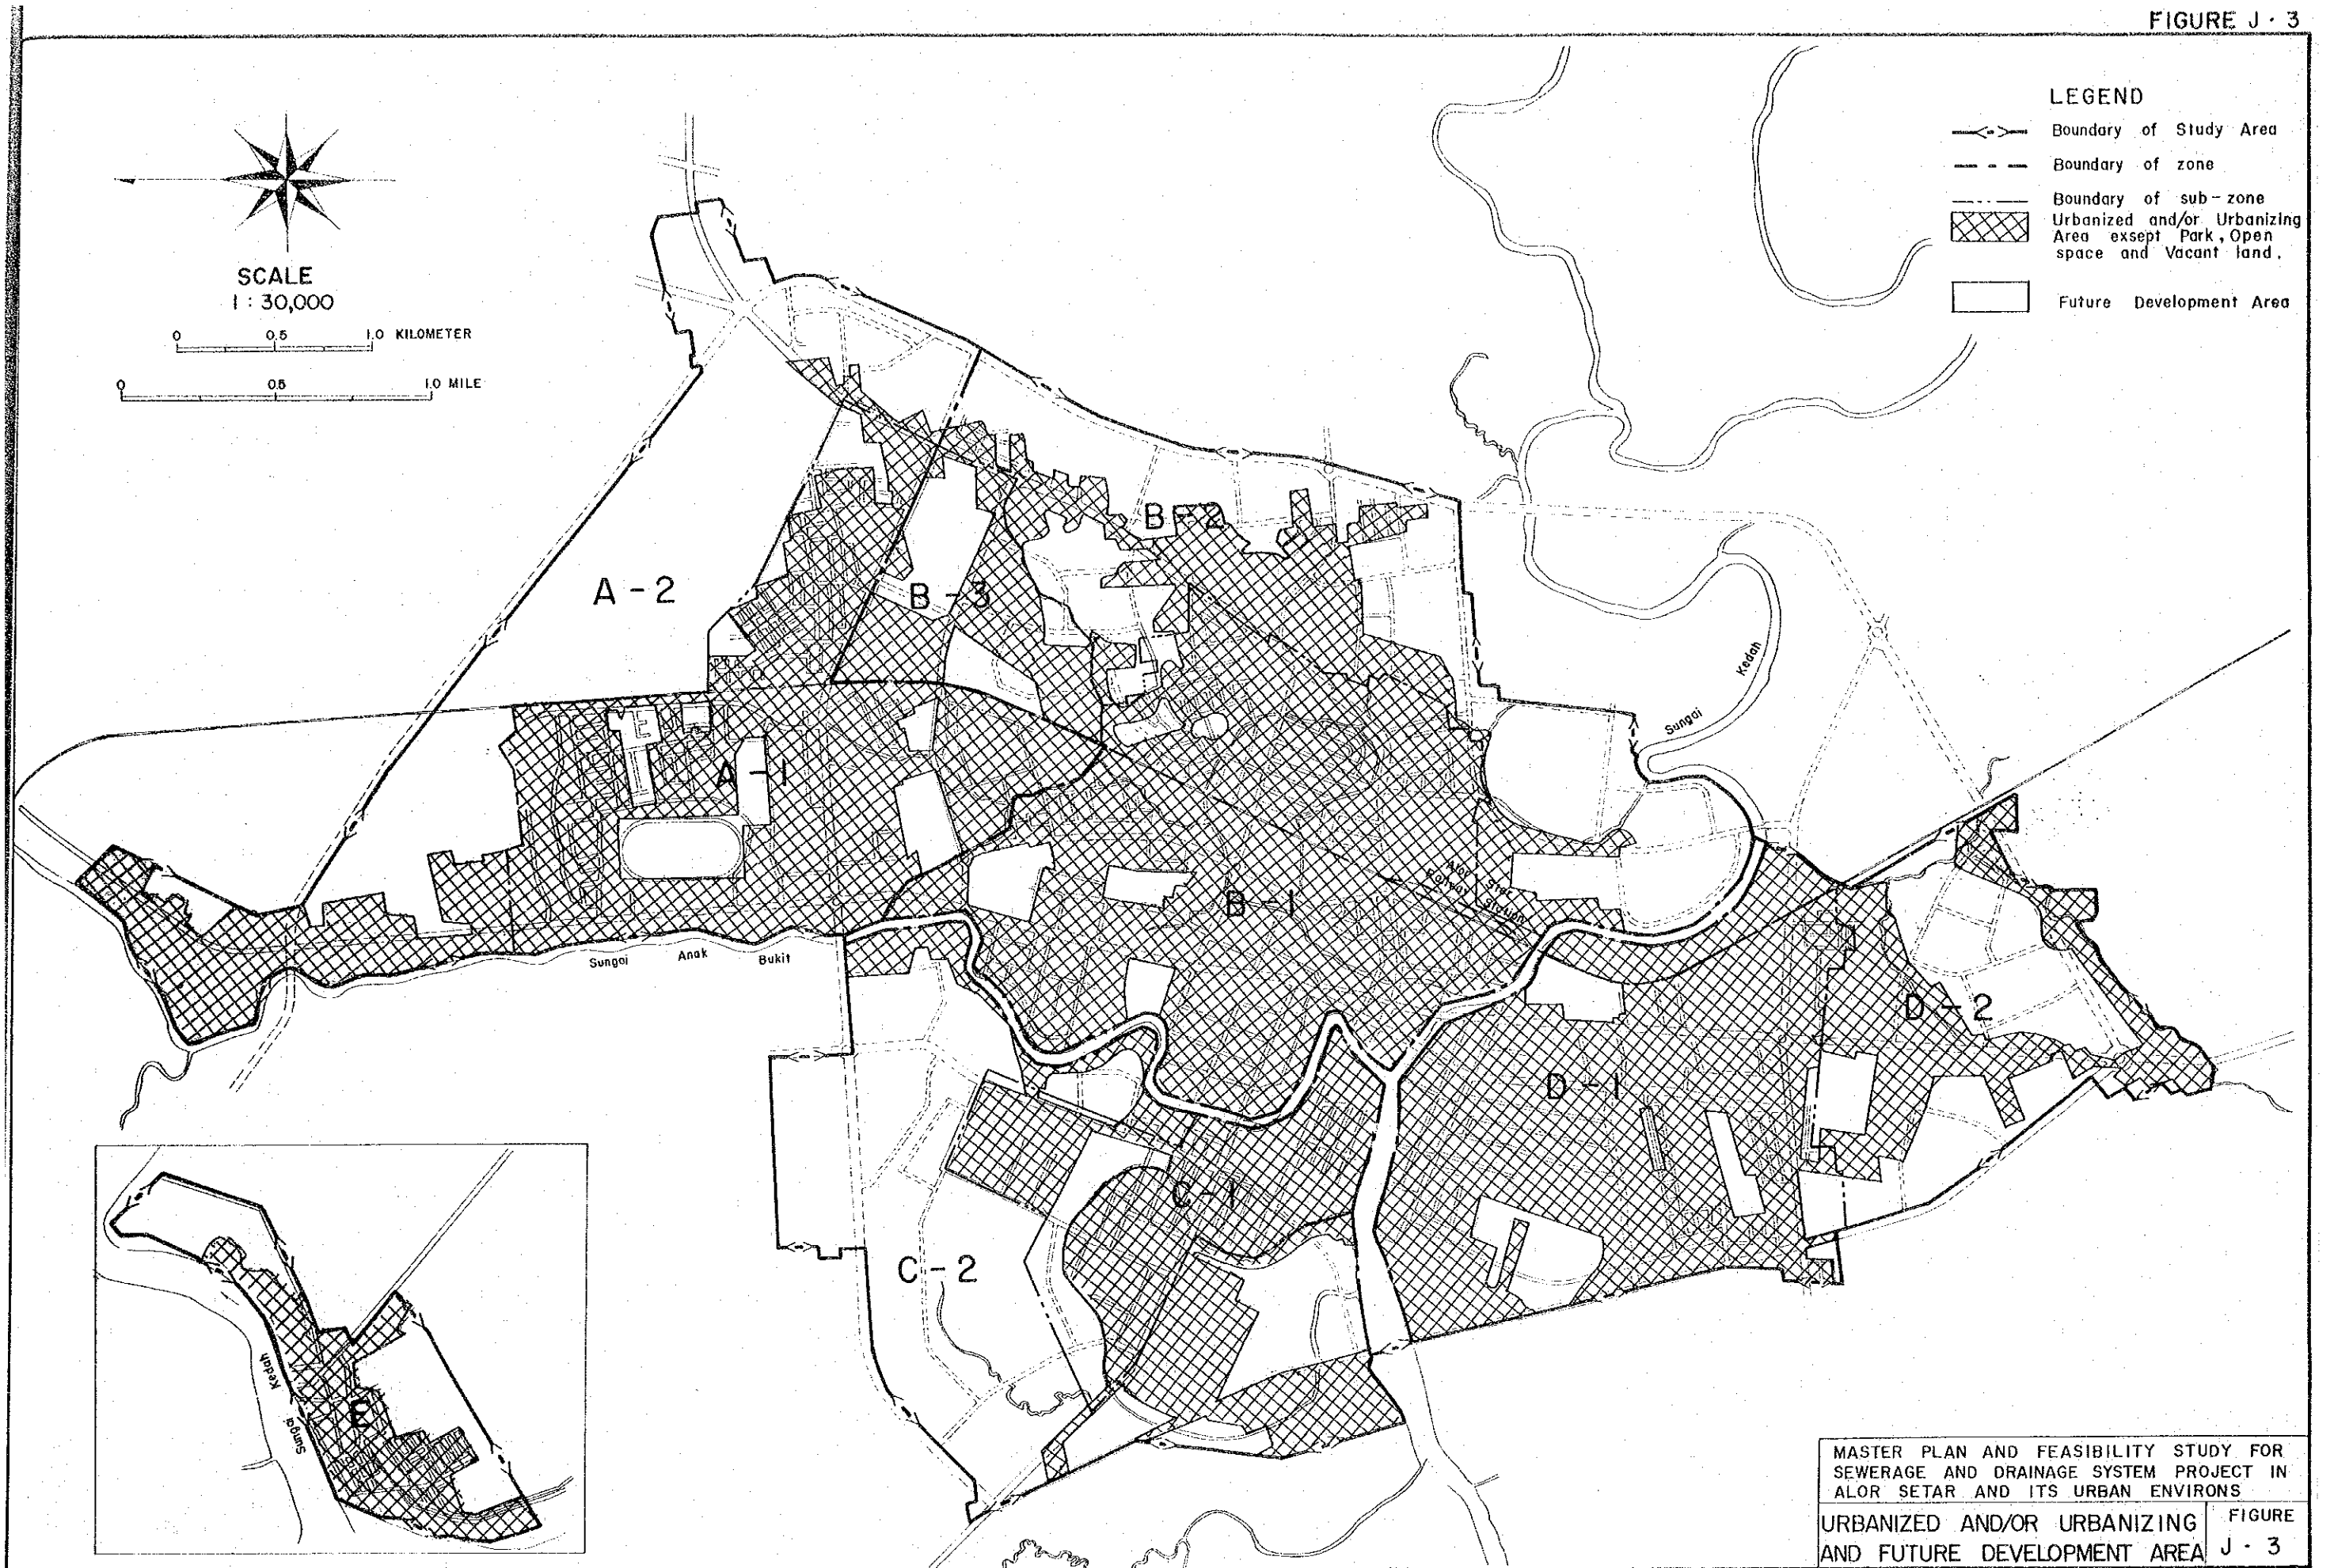 FIGURE J · 3
LEGEND
Boundary of Study Area
Boundary of zone
Boundary of sub-zone
Urbanized and/or Urbanizing
Area exsept Park, Open
space and Vacant land.
Future Development Area
SCALE
1 : 30,000
0 0.5 1.0 KILOMETER
0 0.5 1.0 MILE
A-2
B-2
B-3
A-1
B-1
Kedah
Sungai
Alor Star
Railway Station
Sungai Anak Bukit
D-2
D-1
C-1
C-2
Kedah
Sungai
E
MASTER PLAN AND FEASIBILITY STUDY FOR
SEWERAGE AND DRAINAGE SYSTEM PROJECT IN
ALOR SETAR AND ITS URBAN ENVIRONS
URBANIZED AND/OR URBANIZING
AND FUTURE DEVELOPMENT AREA
FIGURE
J · 3